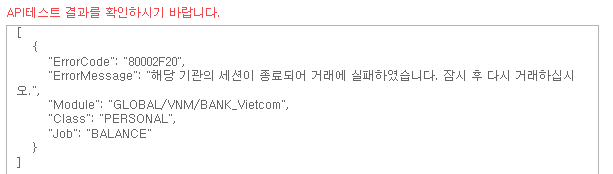 API테스트 결과를 확인하시기 바랍니다.
[
{
"ErrorCode": "80002F20",
"ErrorMessage": "해당 기관의 세션이 종료되어 거래에 실패하였습니다. 잠시 후 다시 거래하십시
오.",
"Module": "GLOBAL/VNM/BANK_Vietcom",
"Class": "PERSONAL",
"Job": "BALANCE"
}
]